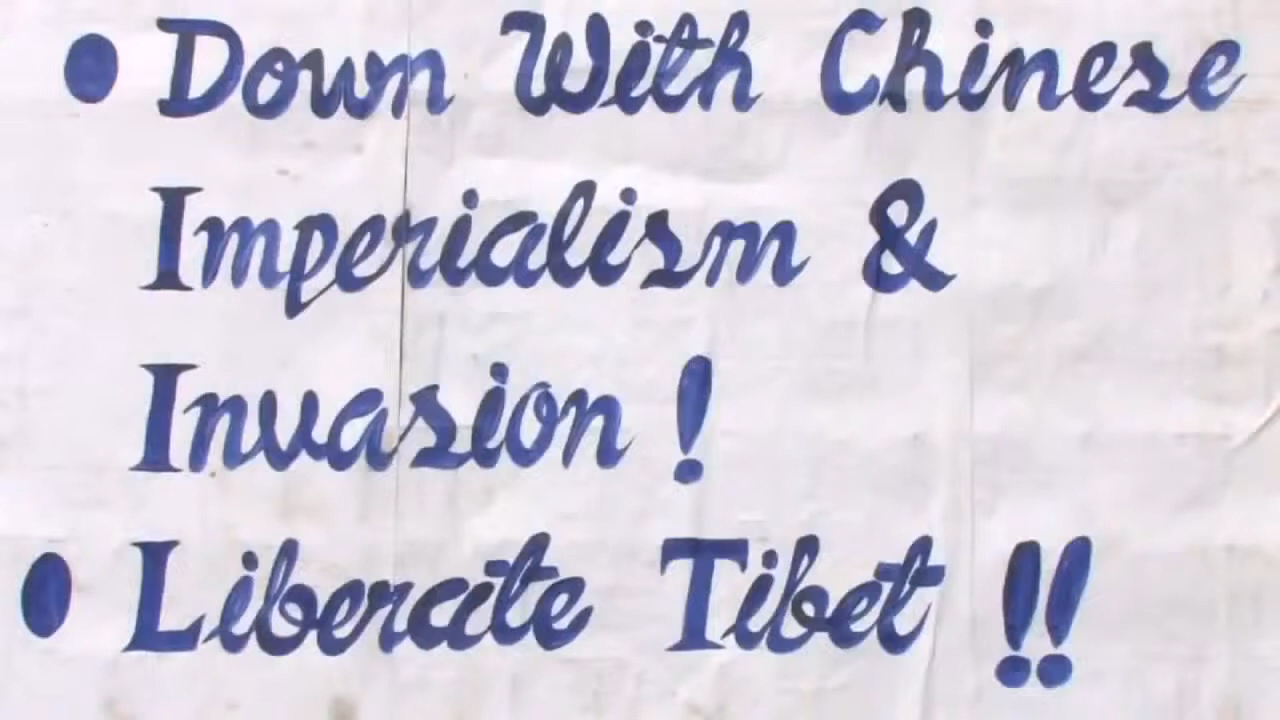 • Down With Chinese
Imperialism &
Invasion !
• Liberate Tibet !!